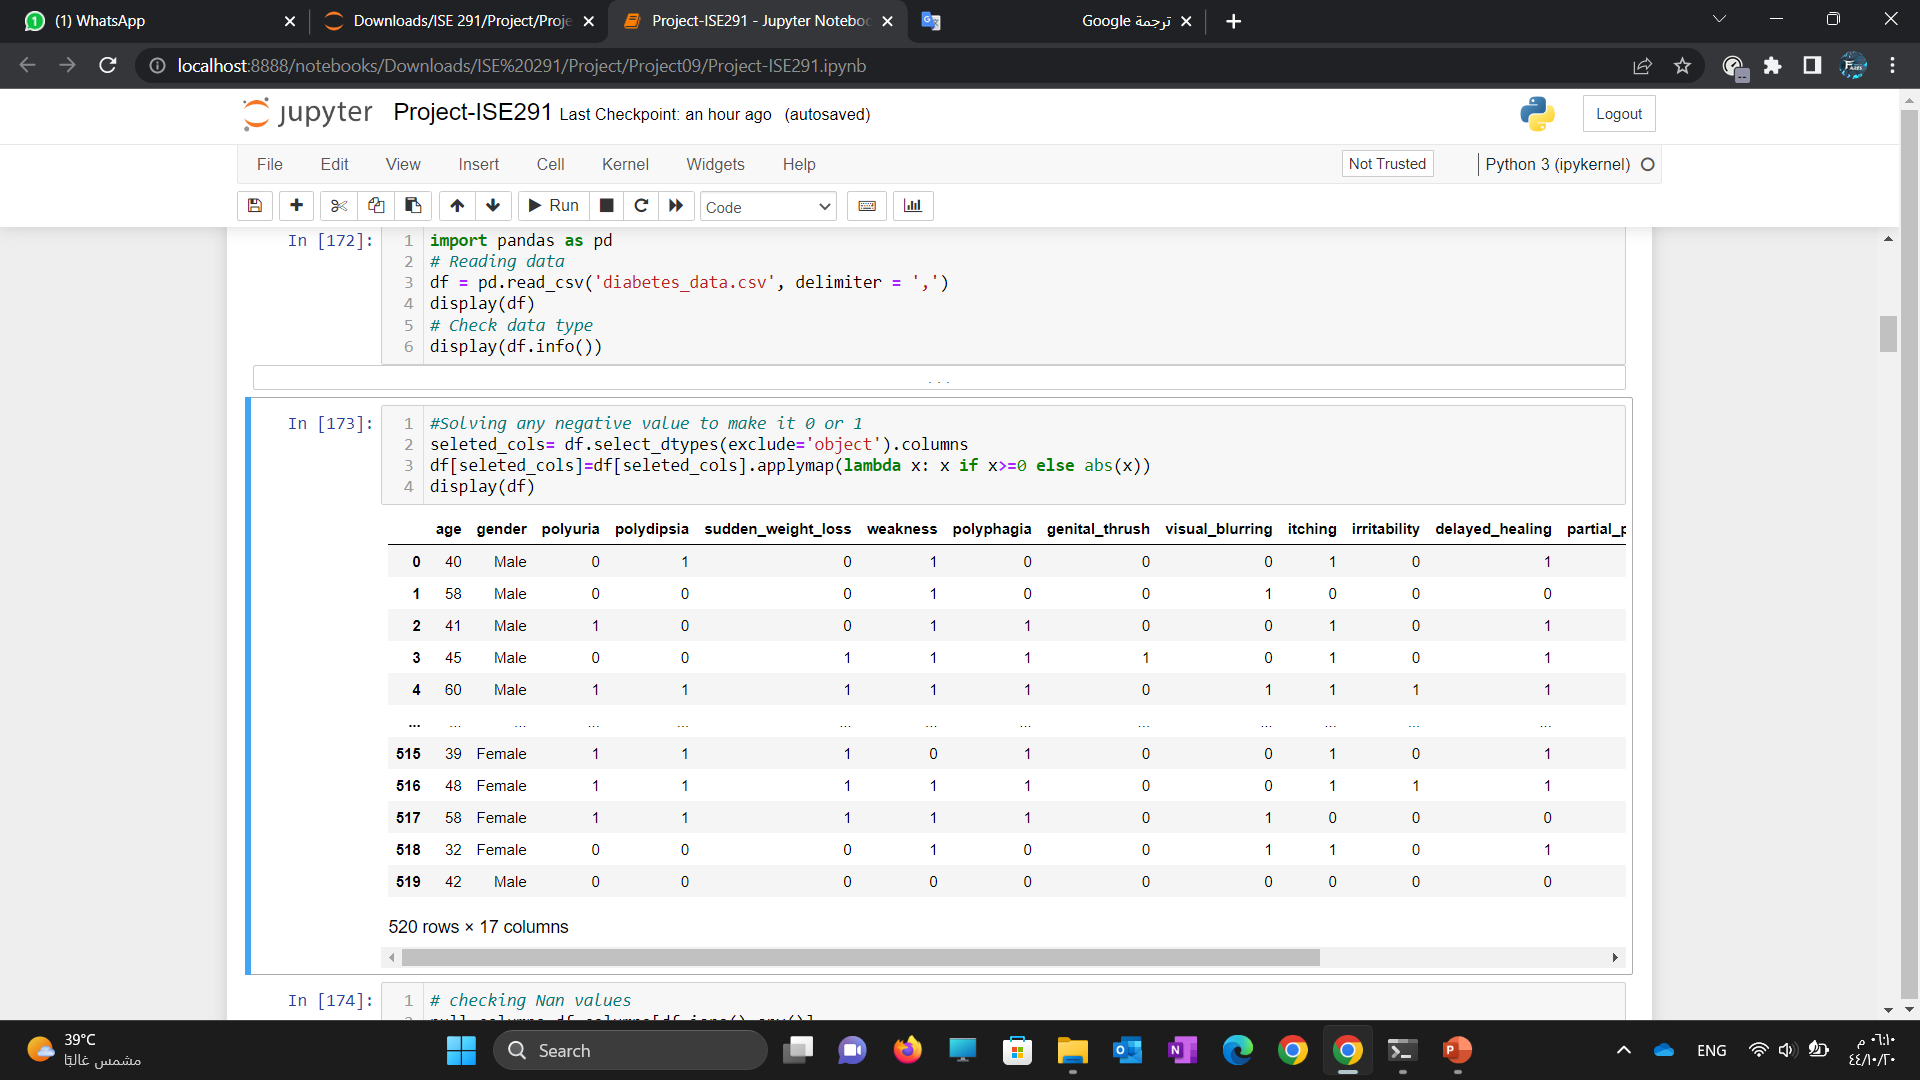 (1) WhatsApp
Downloads/ISE 291/Project/Proje
Project-ISE291 - Jupyter Noteboo
ترجمة Google
localhost:8888/notebooks/Downloads/ISE%20291/Project/Project09/Project-ISE291.ipynb
jupyter Project-ISE291 Last Checkpoint: an hour ago (autosaved)
Logout
File Edit View Insert Cell Kernel Widgets Help
Not Trusted
Python 3 (ipykernel)
Run
Code
In [172]:
1 import pandas as pd
2 # Reading data
3 df = pd.read_csv('diabetes_data.csv', delimiter = ',')
4 display(df)
5 # Check data type
6 display(df.info())
...
In [173]:
1 #Solving any negative value to make it 0 or 1
2 seleted_cols= df.select_dtypes(exclude='object').columns
3 df[seleted_cols]=df[seleted_cols].applymap(lambda x: x if x>=0 else abs(x))
4 display(df)
age gender polyuria polydipsia sudden_weight_loss weakness polyphagia genital_thrush visual_blurring itching irritability delayed_healing partial_p
0 40 Male 0 1 0 1 0 0 0 1 0 1
1 58 Male 0 0 0 1 0 0 1 0 0 0
2 41 Male 1 0 0 1 1 0 0 1 0 1
3 45 Male 0 0 1 1 1 1 0 1 0 1
4 60 Male 1 1 1 1 1 0 1 1 1 1
... ... ... ... ... ... ... ... ... ... ... ... ...
515 39 Female 1 1 1 0 1 0 0 1 0 1
516 48 Female 1 1 1 1 1 0 0 1 1 1
517 58 Female 1 1 1 1 1 0 1 0 0 0
518 32 Female 0 0 0 1 0 0 1 1 0 1
519 42 Male 0 0 0 0 0 0 0 0 0 0
520 rows × 17 columns
In [174]:
1 # checking Nan values
39°C
مشمس غالبًا
Search
ENG
٠٦:١٠ م
٤٤/١٠/٢٠